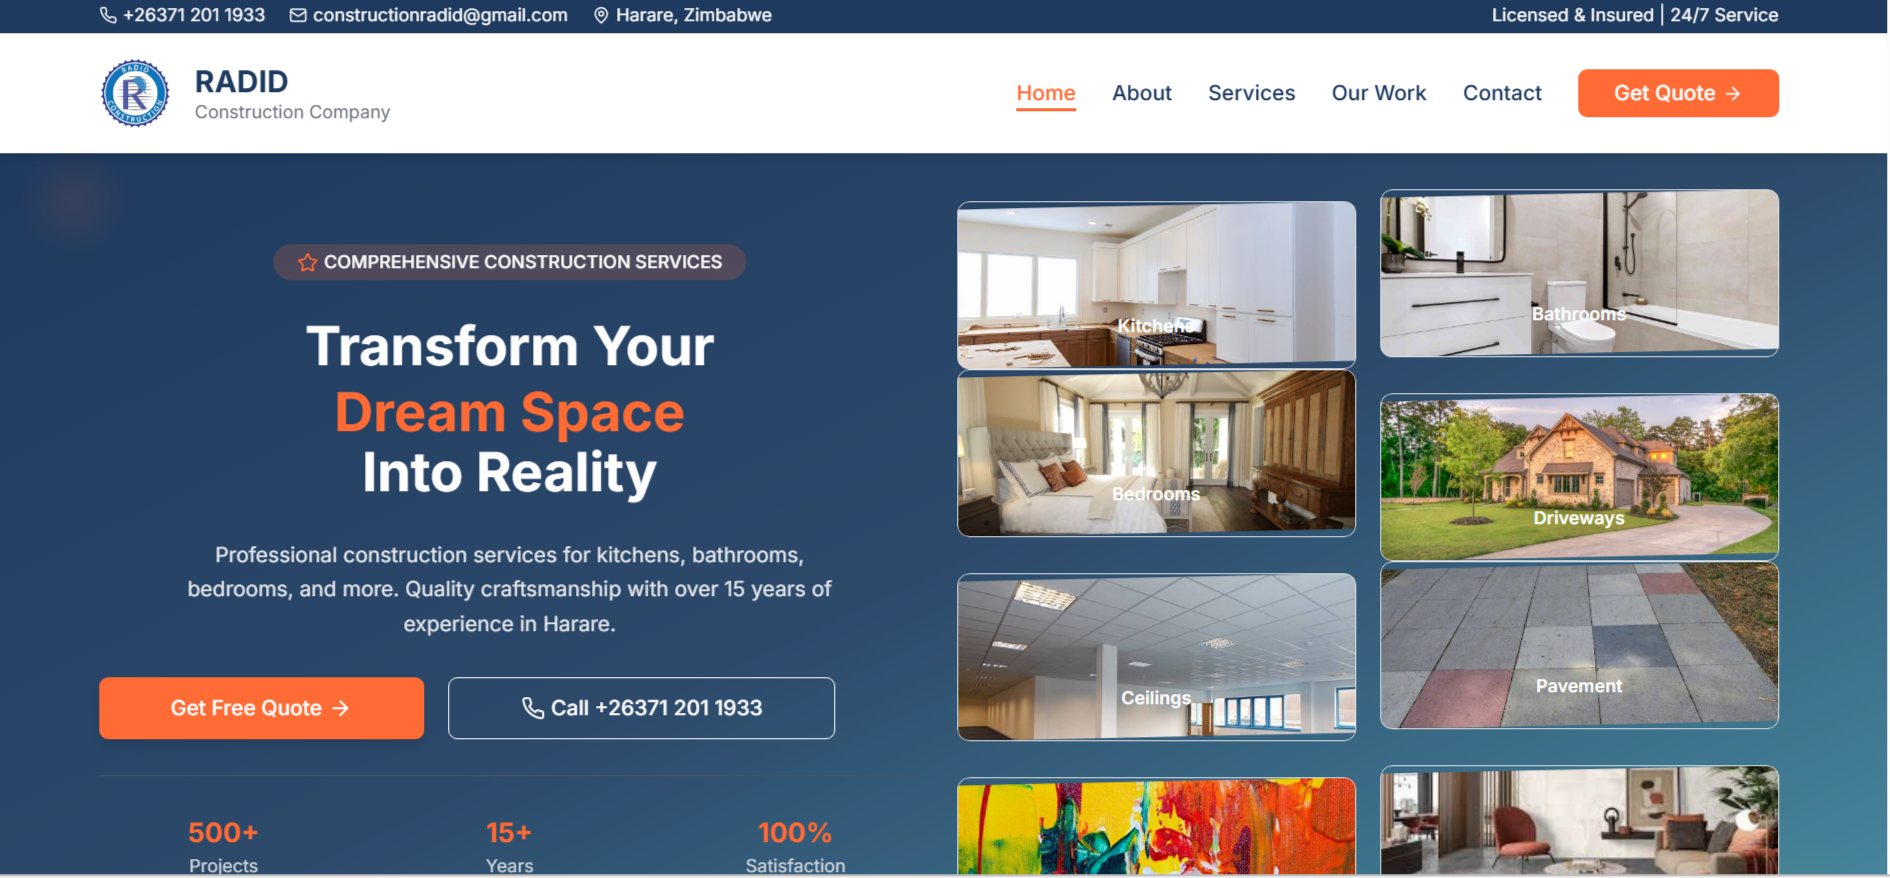 +26371 201 1933
constructionradid@gmail.com
Harare, Zimbabwe
Licensed & Insured | 24/7 Service
RADID
CONSTRUCTION
R
RADID
Construction Company
Home
About
Services
Our Work
Contact
Get Quote →
COMPREHENSIVE CONSTRUCTION SERVICES
Transform Your
Dream Space
Into Reality
Professional construction services for kitchens, bathrooms,
bedrooms, and more. Quality craftsmanship with over 15 years of
experience in Harare.
Get Free Quote →
Call +26371 201 1933
500+
Projects
15+
Years
100%
Satisfaction
Kitchens
Bathrooms
Bedrooms
Driveways
Ceilings
Pavement